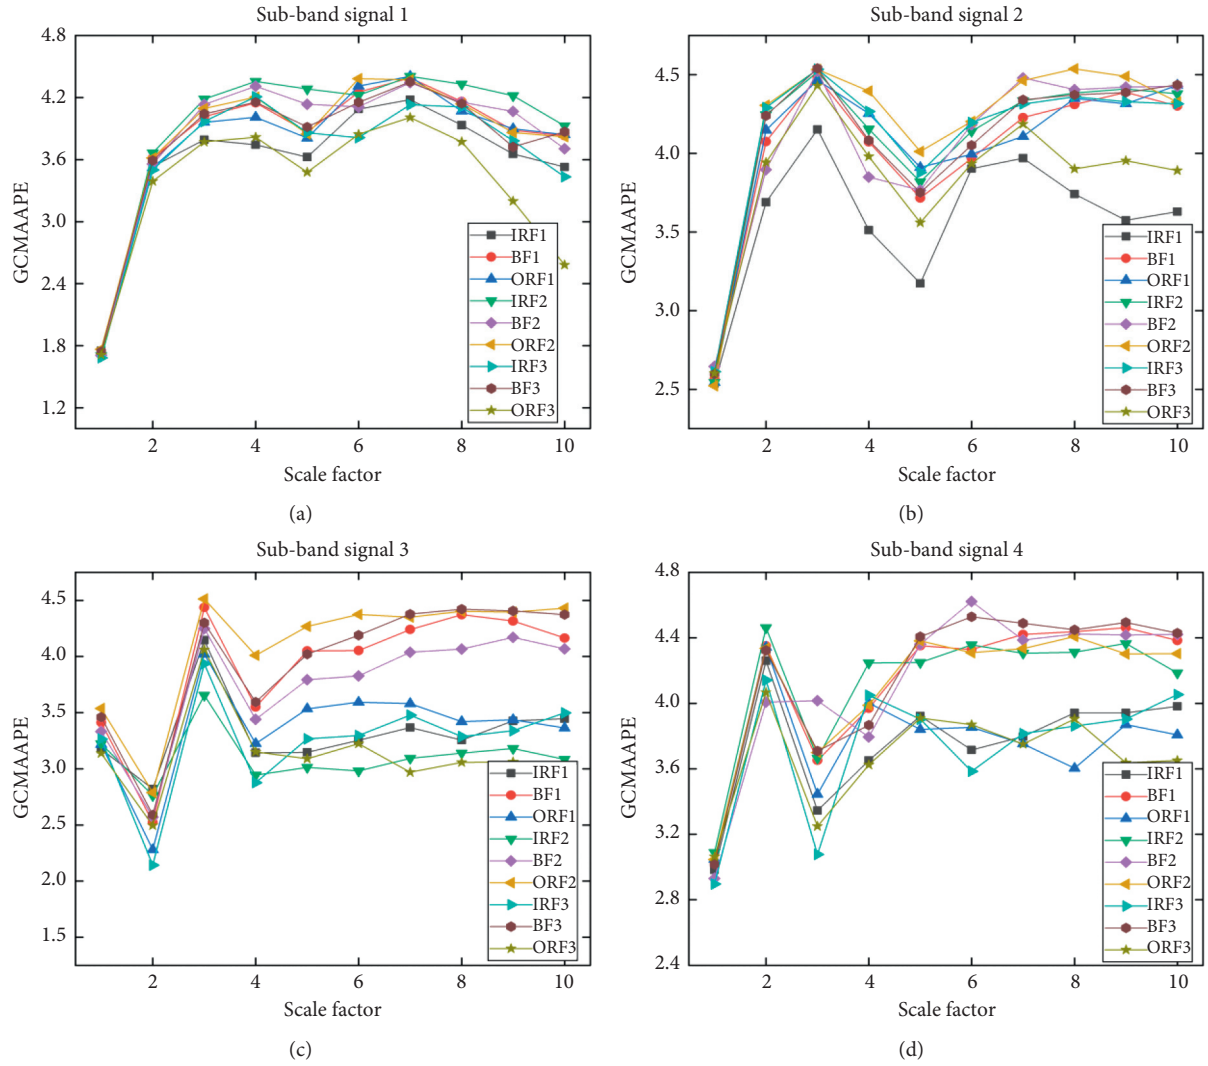 Sub-band signal 1
4.8
4.2
3.6
3.0
2.4
1.8
1.2
GCMAAPE
IRF1
BF1
ORF1
IRF2
BF2
ORF2
IRF3
BF3
ORF3
2 4 6 8 10
Scale factor
(a)
Sub-band signal 2
4.5
4.0
3.5
3.0
2.5
GCMAAPE
IRF1
BF1
ORF1
IRF2
BF2
ORF2
IRF3
BF3
ORF3
2 4 6 8 10
Scale factor
(b)
Sub-band signal 3
4.5
4.0
3.5
3.0
2.5
2.0
1.5
GCMAAPE
IRF1
BF1
ORF1
IRF2
BF2
ORF2
IRF3
BF3
ORF3
2 4 6 8 10
Scale factor
(c)
Sub-band signal 4
4.8
4.4
4.0
3.6
3.2
2.8
2.4
GCMAAPE
IRF1
BF1
ORF1
IRF2
BF2
ORF2
IRF3
BF3
ORF3
2 4 6 8 10
Scale factor
(d)